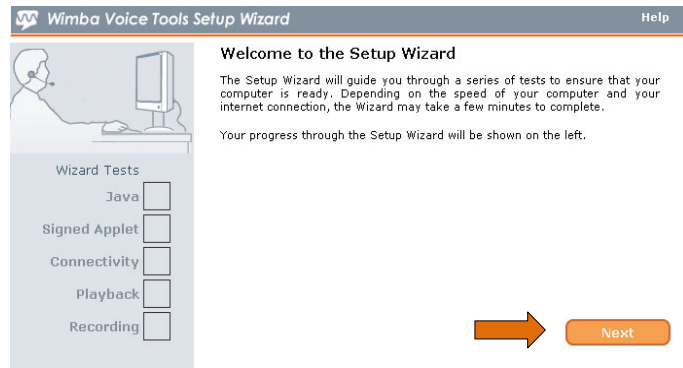 Wimba Voice Tools Setup Wizard
Help
Welcome to the Setup Wizard
The Setup Wizard will guide you through a series of tests to ensure that your
computer is ready. Depending on the speed of your computer and your
internet connection, the Wizard may take a few minutes to complete.
Your progress through the Setup Wizard will be shown on the left.
Wizard Tests
Java
Signed Applet
Connectivity
Playback
Recording
Next